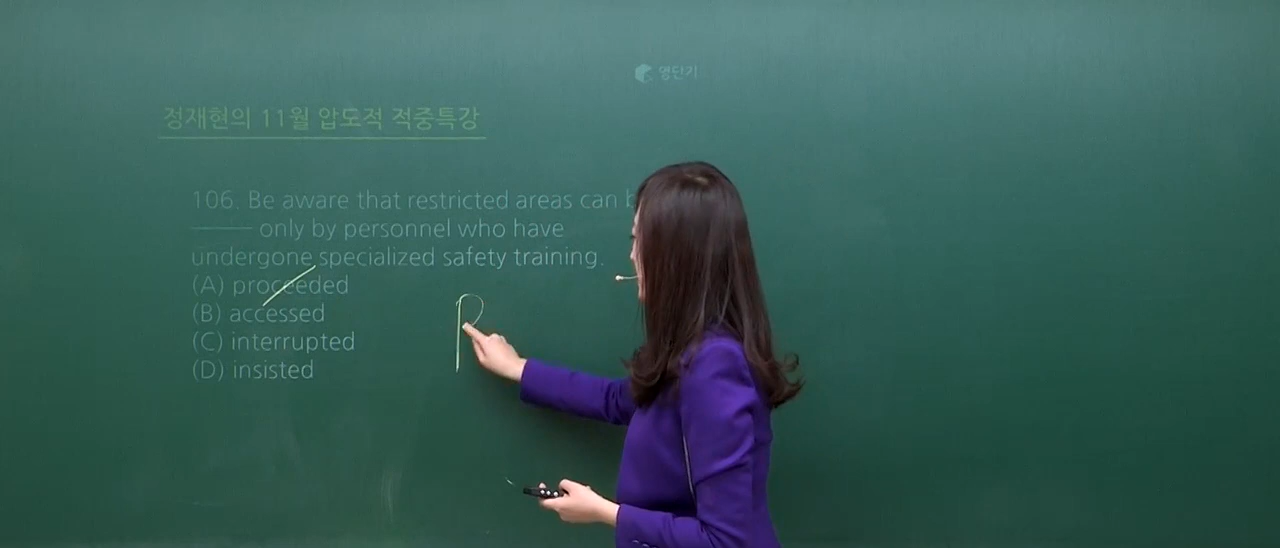 영단기
정재현의 11월 압도적 적중특강
106. Be aware that restricted areas can b
only by personnel who have
undergone specialized safety training.
(A) proceeded
(B) accessed
(C) interrupted
(D) insisted
P